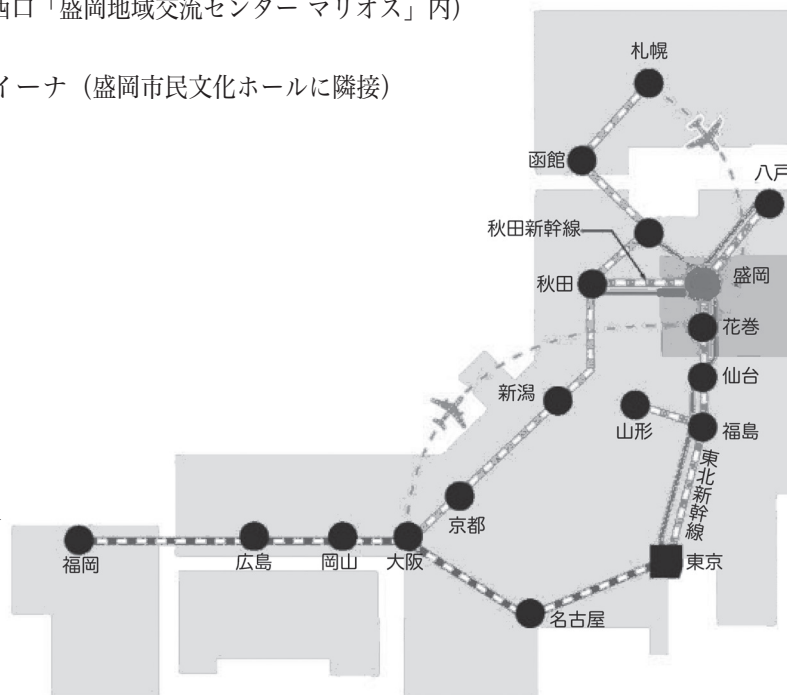 西口「盛岡地域交流センター マリオス」内）
イーナ（盛岡市民文化ホールに隣接）
札幌
函館
八戸
秋田新幹線
秋田
盛岡
花巻
仙台
新潟
山形
福島
東北新幹線
京都
福岡
広島
岡山
大阪
東京
名古屋